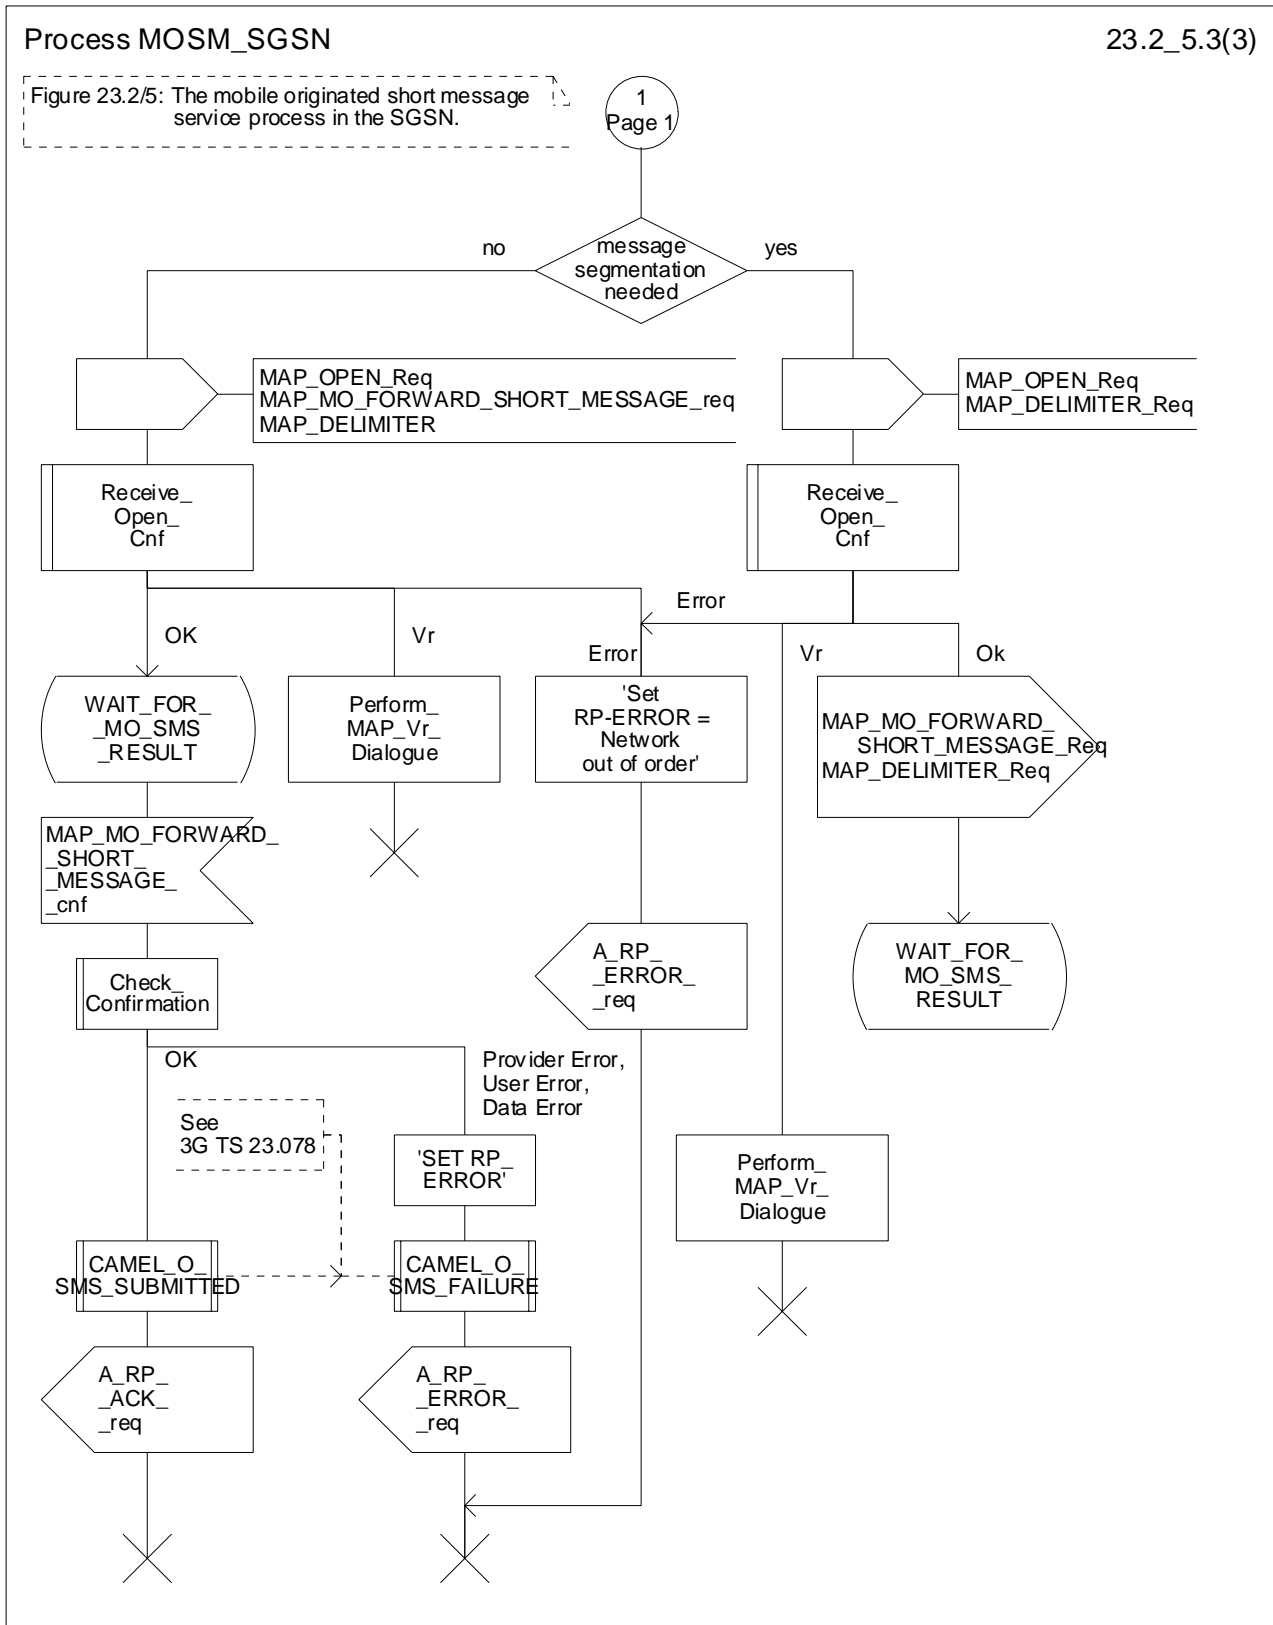 Process MOSM_SGSN
23.2_5.3(3)
Figure 23.2/5: The mobile originated short message
service process in the SGSN.
1
Page 1
no
message
segmentation
needed
yes
MAP_OPEN_Req
MAP_MO_FORWARD_SHORT_MESSAGE_req
MAP_DELIMITER
MAP_OPEN_Req
MAP_DELIMITER_Req
Receive_
Open_
Cnf
Receive_
Open_
Cnf
Error
OK
Vr
Error
Vr
Ok
WAIT_FOR_
_MO_SMS
_RESULT
Perform_
MAP_Vr_
Dialogue
'Set
RP-ERROR =
Network
out of order'
MAP_MO_FORWARD_
SHORT_MESSAGE_Req
MAP_DELIMITER_Req
MAP_MO_FORWARD_
_SHORT_
_MESSAGE_
_cnf
A_RP_
_ERROR_
_req
WAIT_FOR_
MO_SMS_
RESULT
Check_
Confirmation
OK
Provider Error,
User Error,
Data Error
See
3G TS 23.078
'SET RP_
ERROR'
Perform_
MAP_Vr_
Dialogue
CAMEL_O_
SMS_SUBMITTED
CAMEL_O_
SMS_FAILURE
A_RP_
_ACK_
_req
A_RP_
_ERROR_
_req